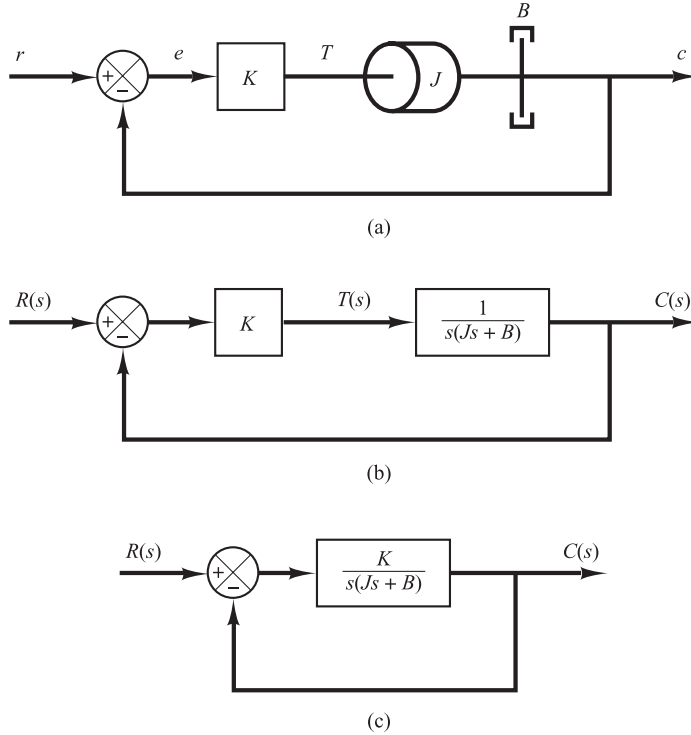 B
r e T c
+ K J
−
(a)
R(s) T(s) 1 C(s)
+ K s(Js + B)
−
(b)
R(s) K C(s)
+ s(Js + B)
−
(c)